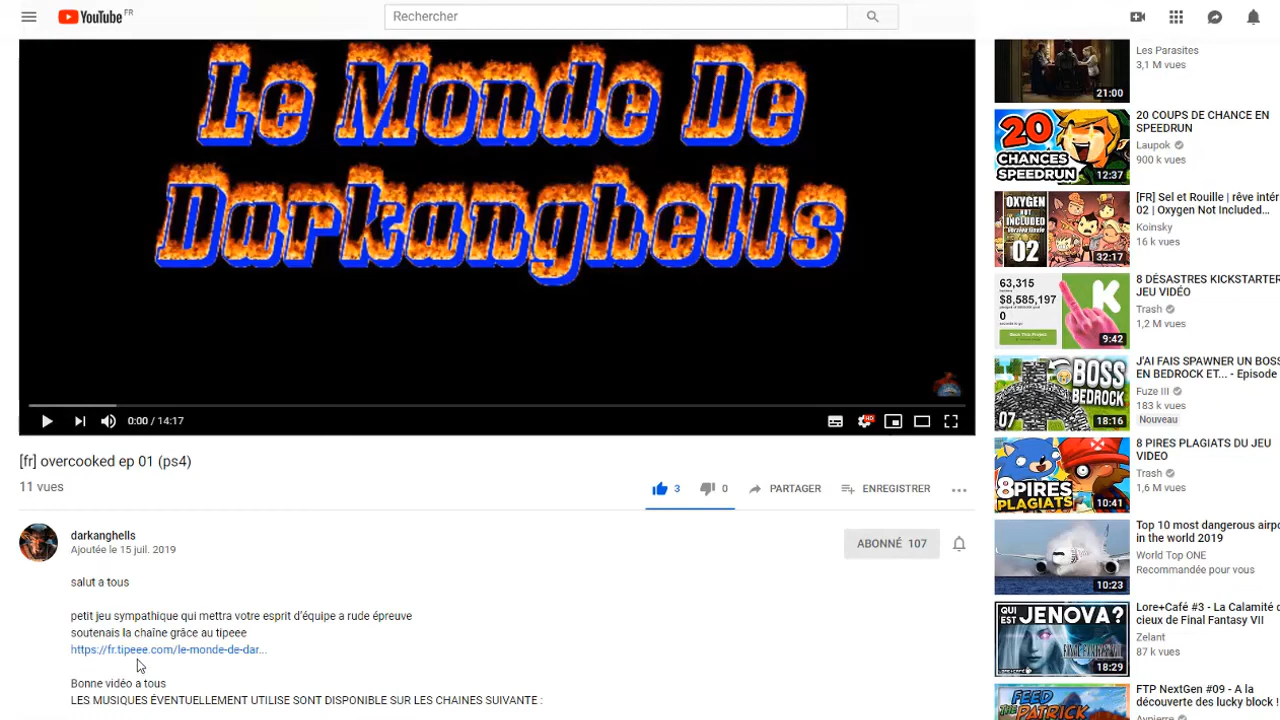 YouTube FR
Rechercher
Le Monde De
Darkanghells
0:00 / 14:17
HD
[fr] overcooked ep 01 (ps4)
11 vues
3
0
PARTAGER
ENREGISTRER
darkanghells
Ajoutée le 15 juil. 2019
ABONNÉ 107
salut a tous
petit jeu sympathique qui mettra votre esprit d'équipe a rude épreuve
soutenais la chaîne grâce au tipeee
https://fr.tipeee.com/le-monde-de-dar...
Bonne vidéo a tous
LES MUSIQUES ÉVENTUELLEMENT UTILISE SONT DISPONIBLE SUR LES CHAINES SUIVANTE :
21:00
Les Parasites
3,1 M vues
20
CHANCES
SPEEDRUN
12:37
20 COUPS DE CHANCE EN
SPEEDRUN
Laupok
900 k vues
OXYGEN
NOT
INCLUDED
02
32:17
[FR] Sel et Rouille | rêve intér
02 | Oxygen Not Included...
Koinsky
16 k vues
63,315
$8,585,197
0
K
9:42
8 DÉSASTRES KICKSTARTER
JEU VIDÉO
Trash
1,2 M vues
BOSS
BEDROCK
07
18:16
J'AI FAIS SPAWNER UN BOSS
EN BEDROCK ET... - Episode
Fuze III
183 k vues
Nouveau
8 PIRES
PLAGIATS
10:41
8 PIRES PLAGIATS DU JEU
VIDEO
Trash
1,6 M vues
10:23
Top 10 most dangerous airpo
in the world 2019
World Top ONE
Recommandée pour vous
QUI
EST JENOVA?
FINAL FANTASY VII
18:29
Lore+Café #3 - La Calamité d
cieux de Final Fantasy VII
Zelant
87 k vues
FEED
THE PATRICK
FTP NextGen #09 - A la
découverte des lucky block !
Aypierre